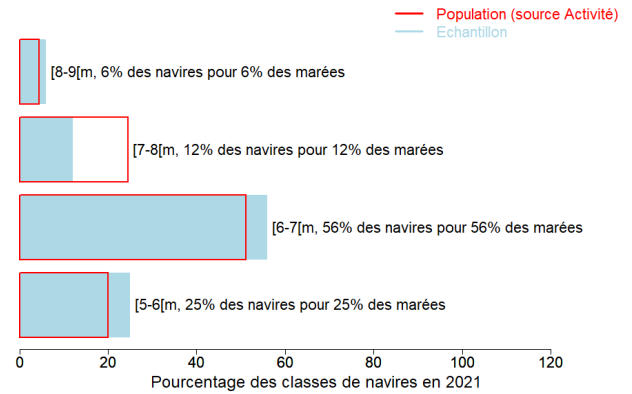 Population (source Activité)
Echantillon
[8-9[m, 6% des navires pour 6% des marées
[7-8[m, 12% des navires pour 12% des marées
[6-7[m, 56% des navires pour 56% des marées
[5-6[m, 25% des navires pour 25% des marées
0 20 40 60 80 100 120
Pourcentage des classes de navires en 2021